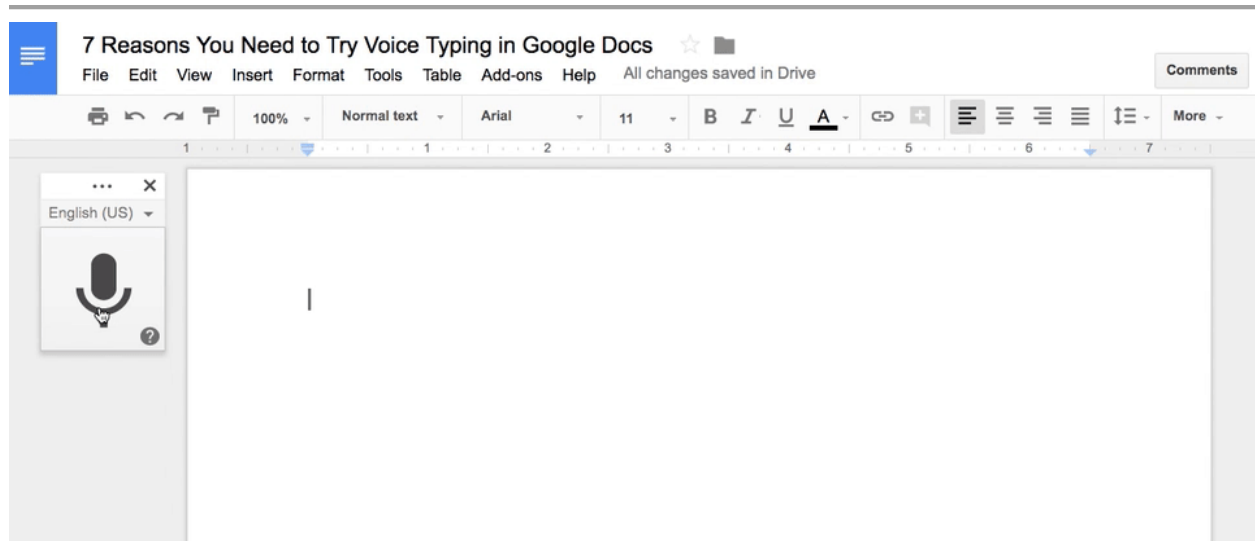 7 Reasons You Need to Try Voice Typing in Google Docs
File Edit View Insert Format Tools Table Add-ons Help All changes saved in Drive
Comments
100% Normal text Arial 11 B I U A More
1 1 2 3 4 5 6 7
English (US)
?